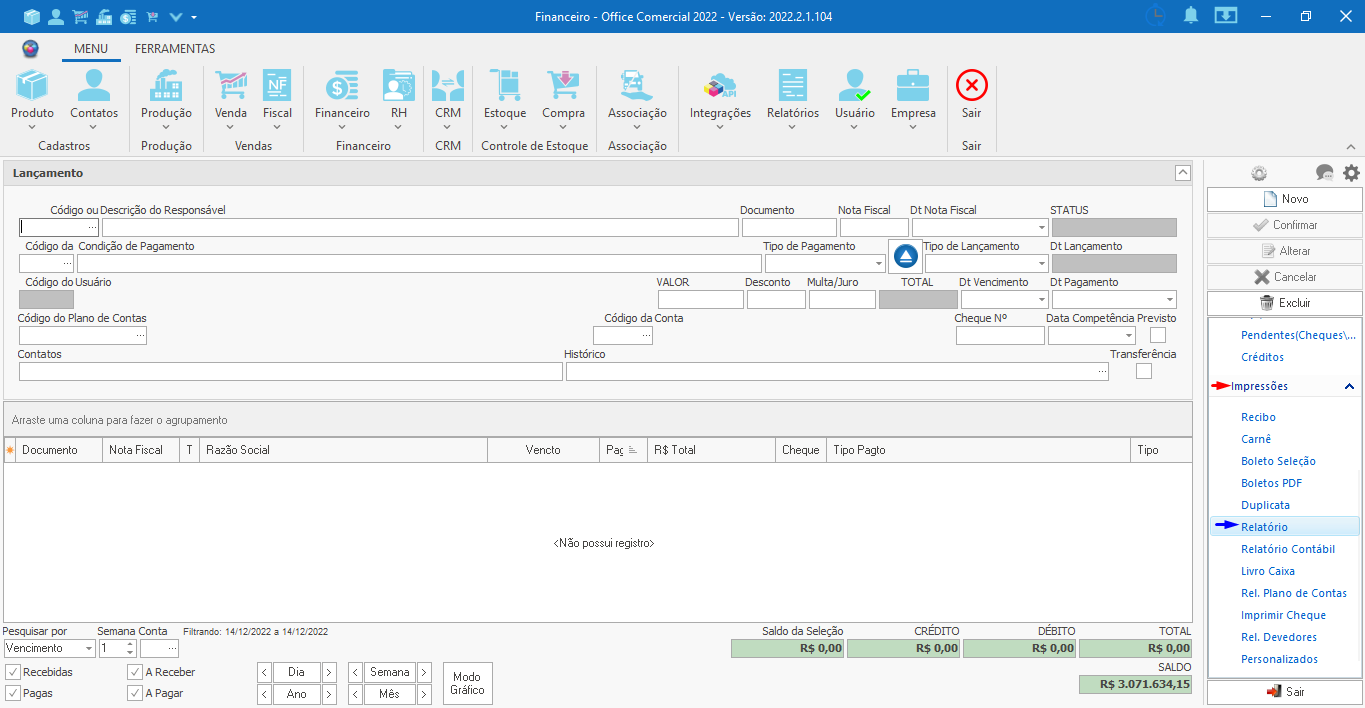 Financeiro - Office Comercial 2022 - Versão: 2022.2.1.104
MENU FERRAMENTAS
NF API
Produto Contatos Produção Venda Fiscal Financeiro RH CRM Estoque Compra Associação Integrações Relatórios Usuário Empresa Sair
Cadastros Produção Vendas Financeiro CRM Controle de Estoque Associação Sair
Lançamento
Código ou Descrição do Responsável Documento Nota Fiscal Dt Nota Fiscal STATUS
Código da Condição de Pagamento Tipo de Pagamento Tipo de Lançamento Dt Lançamento
Código do Usuário VALOR Desconto Multa/Juro TOTAL Dt Vencimento Dt Pagamento
Código do Plano de Contas Código da Conta Cheque Nº Data Competência Previsto
Contatos Histórico Transferência
Arraste uma coluna para fazer o agrupamento
Documento Nota Fiscal T Razão Social Vencto Pag R$ Total Cheque Tipo Pagto Tipo
<Não possui registro>
Pesquisar por Semana Conta Filtrando: 14/12/2022 a 14/12/2022 Saldo da Seleção CRÉDITO DÉBITO TOTAL
Vencimento 1 R$ 0,00 R$ 0,00 R$ 0,00 R$ 0,00
SALDO
R$ 3.071.634,15
Recebidas A Receber < Dia > < Semana > Modo Gráfico
Pagas A Pagar < Ano > < Mês >
Novo
Confirmar
Alterar
Cancelar
Excluir
Pendentes(Cheques\...
Créditos
Impressões
Recibo
Carnê
Boleto Seleção
Boletos PDF
Duplicata
Relatório
Relatório Contábil
Livro Caixa
Rel. Plano de Contas
Imprimir Cheque
Rel. Devedores
Personalizados
Sair